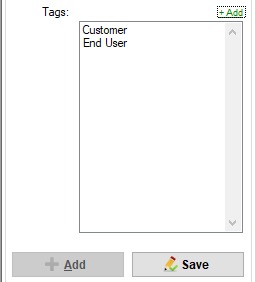 Tags: + Add
Customer
End User
Add Save